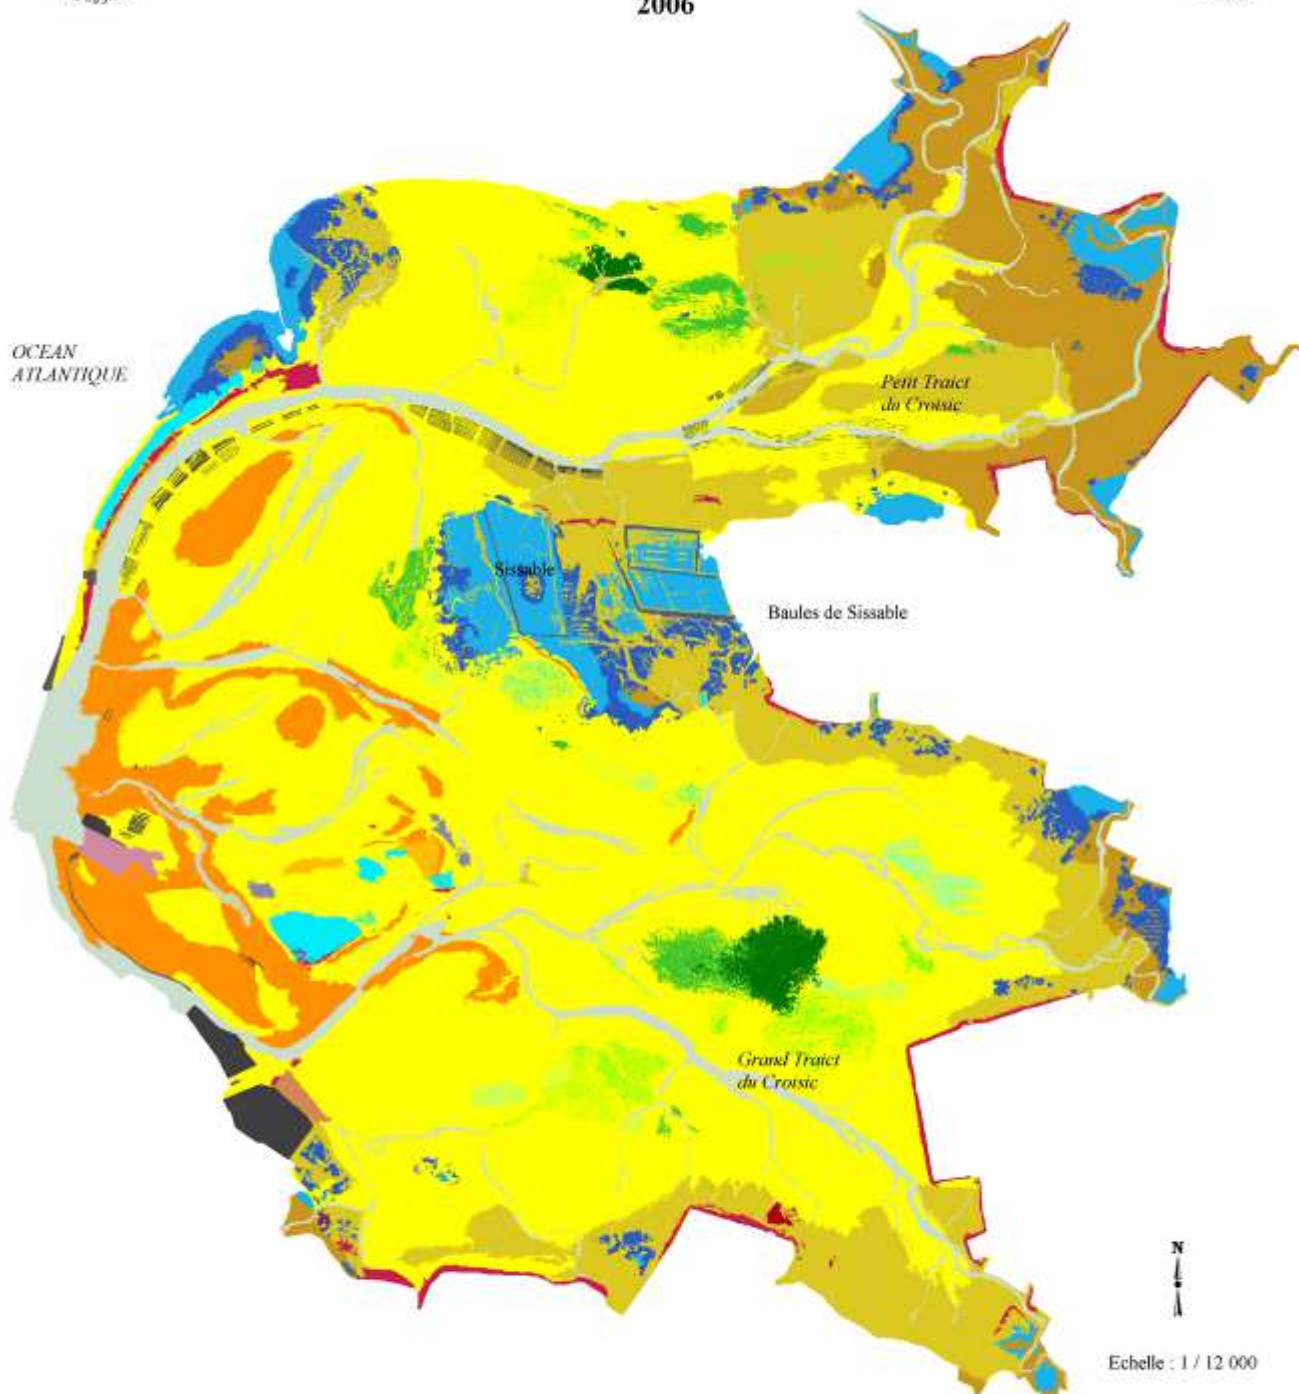 2006
OCEAN
ATLANTIQUE
Petit Traict
du Croisic
Sissable
Baules de Sissable
Grand Traict
du Croisic
N
Echelle : 1 / 12 000